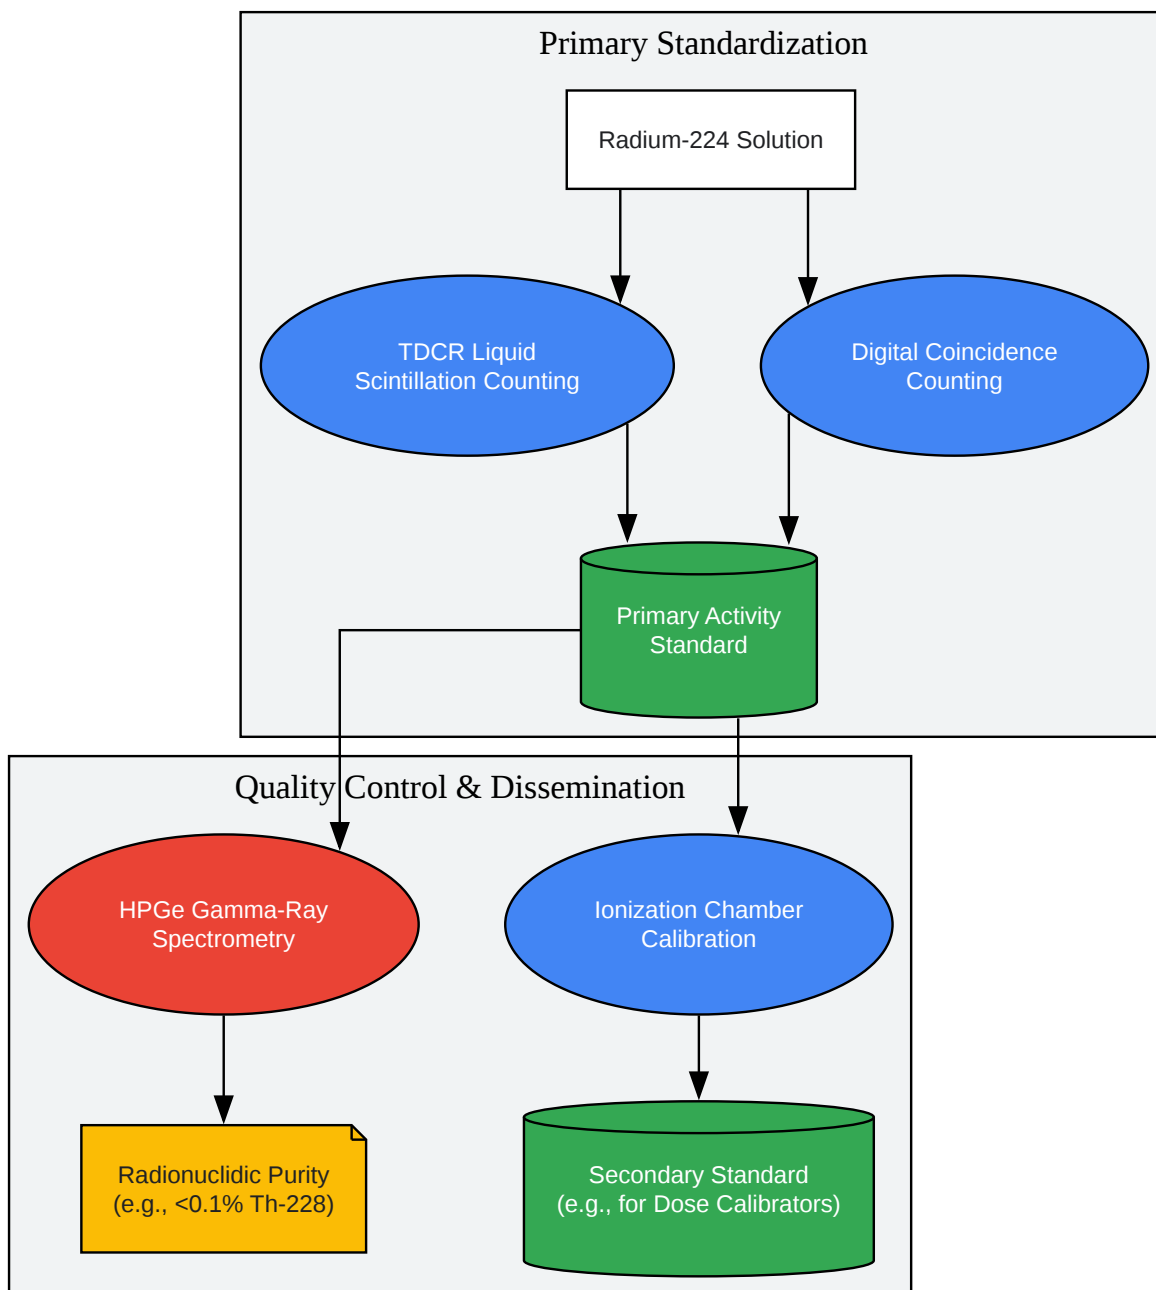 Primary Standardization
Radium-224 Solution
TDCR Liquid
Scintillation Counting
Digital Coincidence
Counting
Primary Activity
Standard
Quality Control & Dissemination
HPGe Gamma-Ray
Spectrometry
Ionization Chamber
Calibration
Radionuclidic Purity
(e.g., <0.1% Th-228)
Secondary Standard
(e.g., for Dose Calibrators)